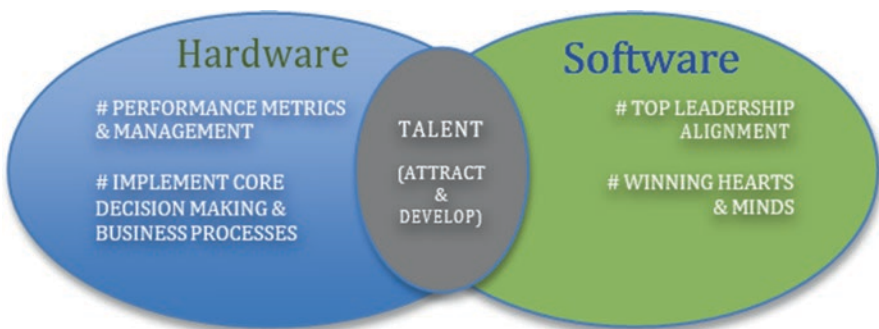 Hardware
# PERFORMANCE METRICS
& MANAGEMENT
# IMPLEMENT CORE
DECISION MAKING &
BUSINESS PROCESSES
TALENT
(ATTRACT
&
DEVELOP)
Software
# TOP LEADERSHIP
ALIGNMENT
# WINNING HEARTS
& MINDS